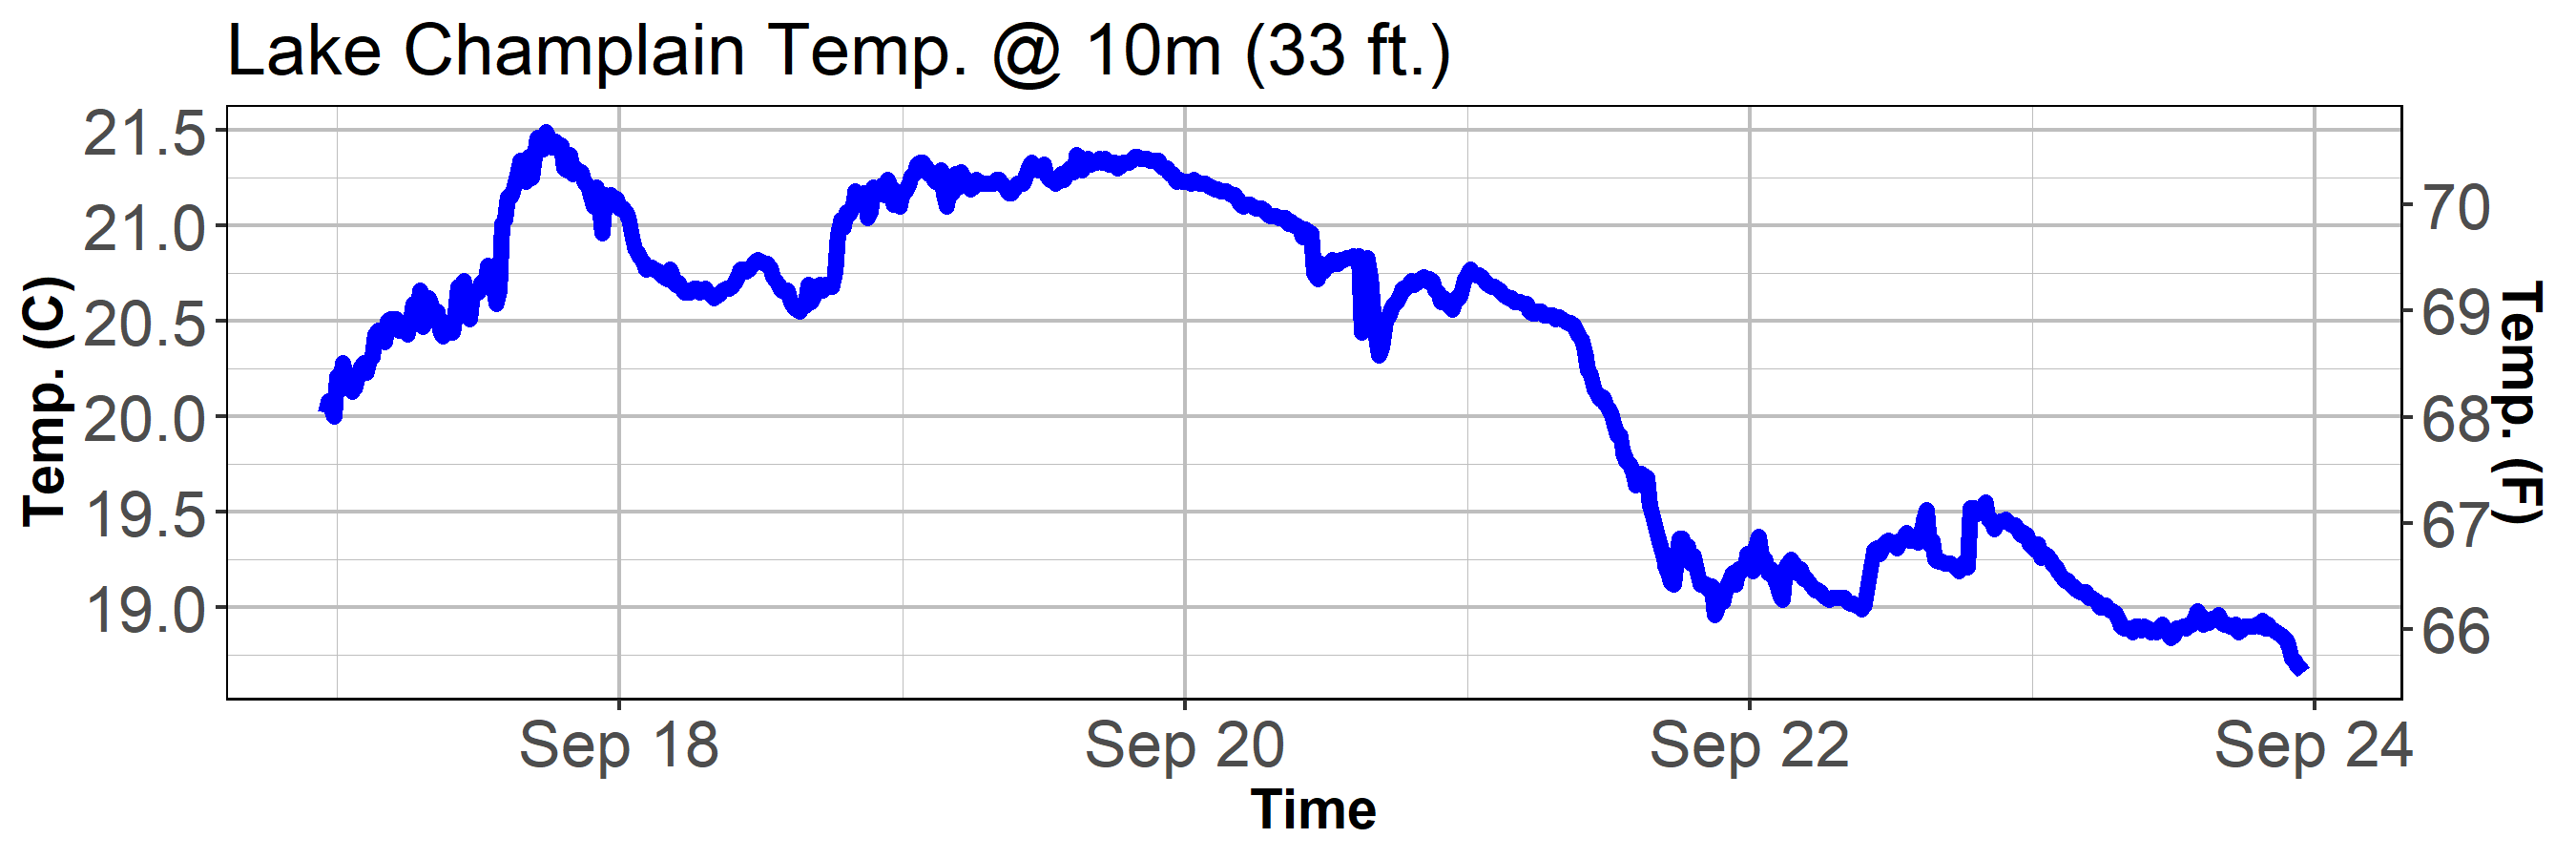 Lake Champlain Temp. @ 10m (33 ft.)
Temp. (C)
21.5
21.0
20.5
20.0
19.5
19.0
70
69
68
67
66
Temp. (F)
Sep 18 Sep 20 Sep 22 Sep 24
Time